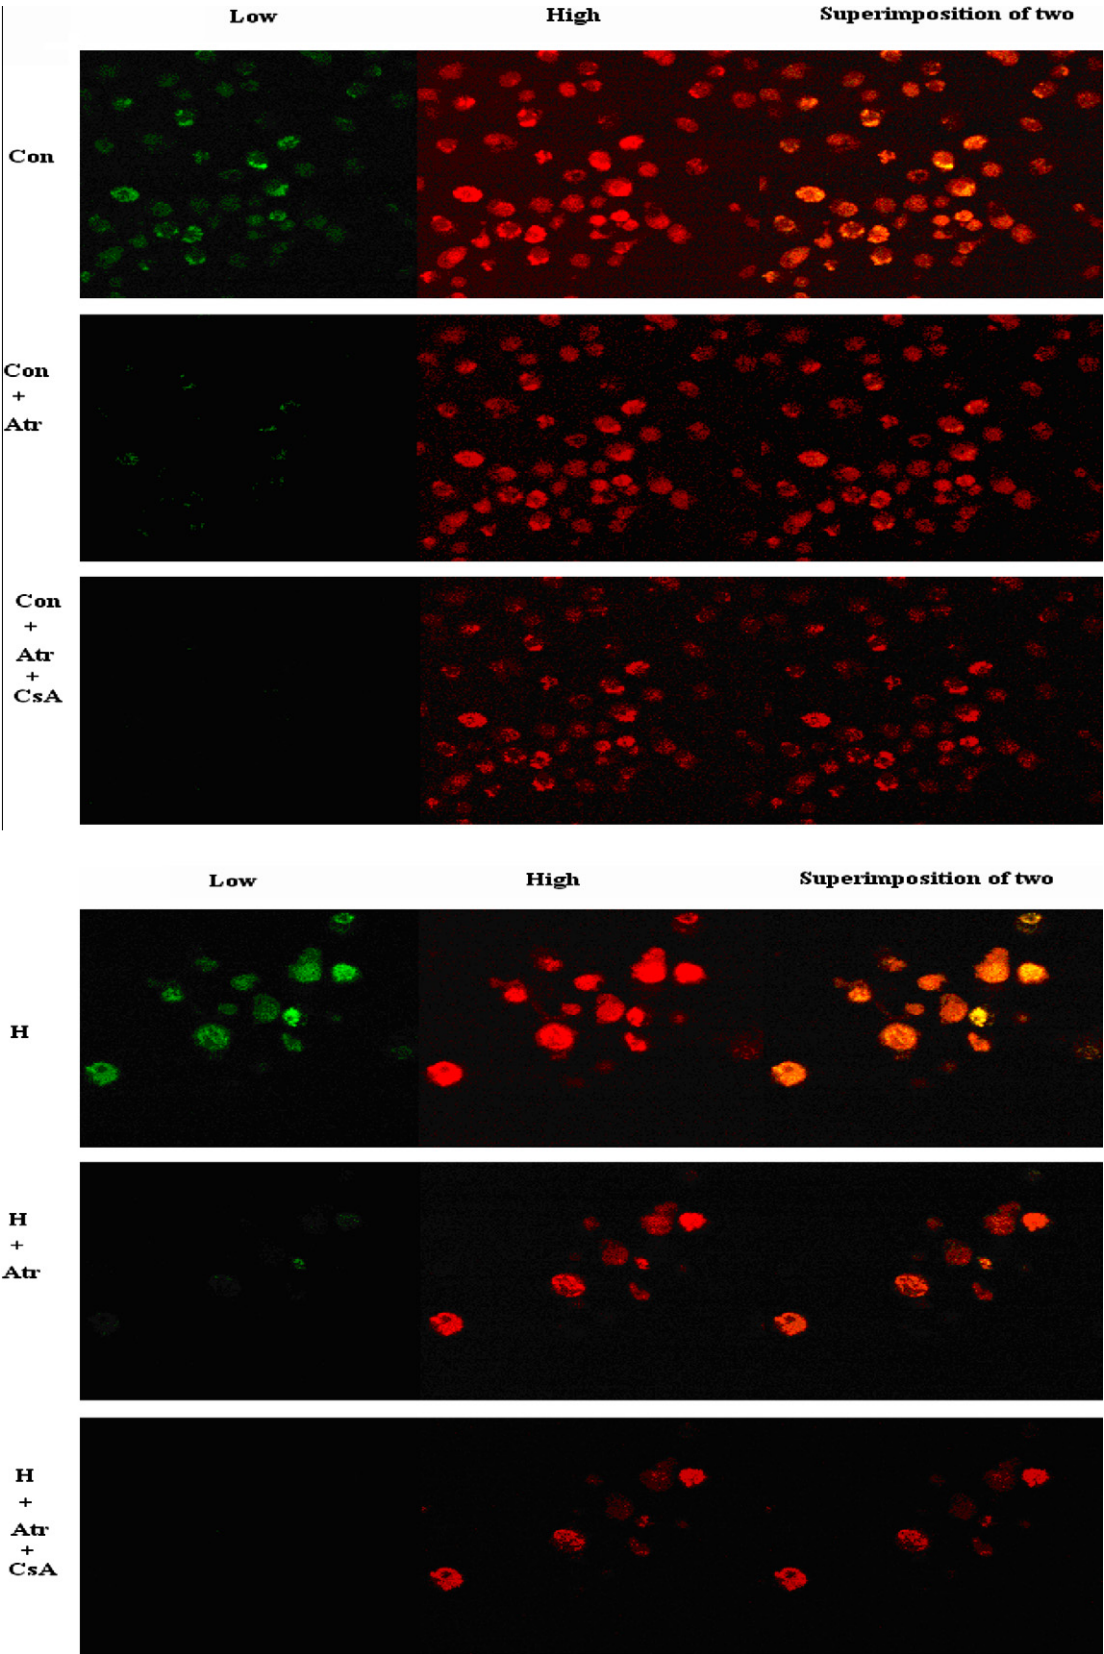 Low High Superimposition of two
Con
Con
+
Atr
Con
+
Atr
+
CsA
Low High Superimposition of two
H
H
+
Atr
H
+
Atr
+
CsA